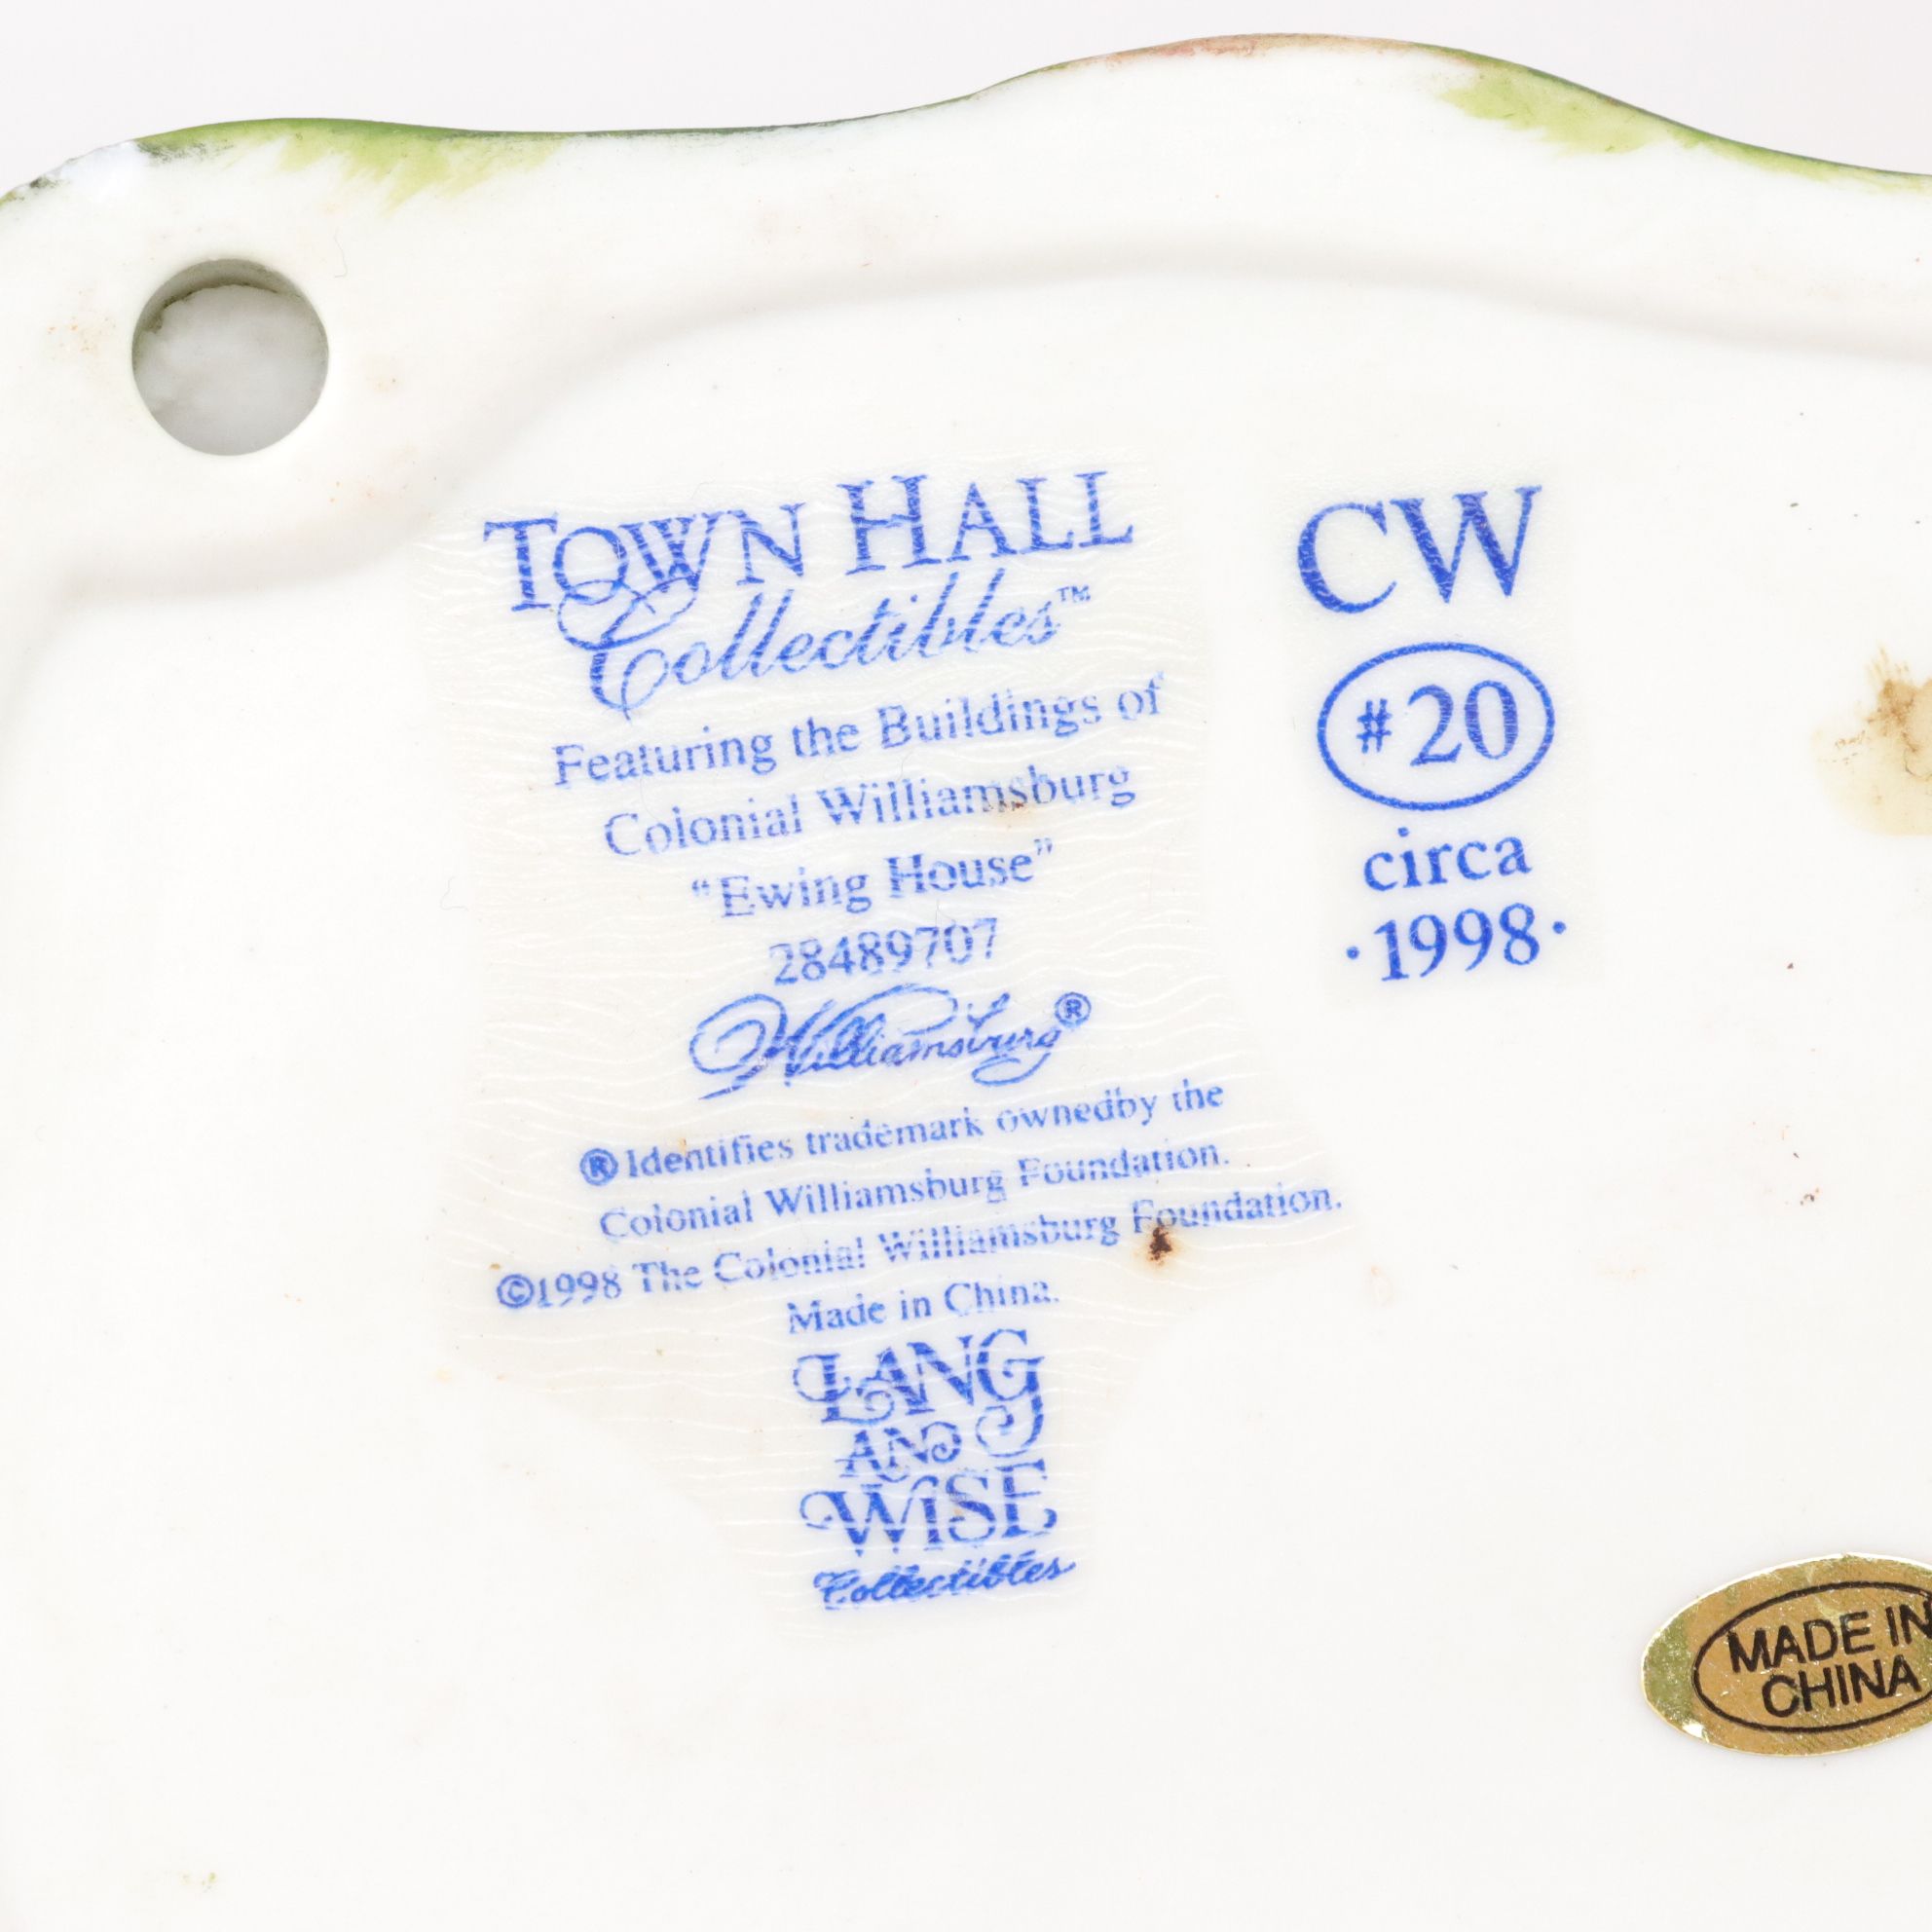 TOWN HALL
Collectibles™
Featuring the Buildings of
Colonial Williamsburg
“Ewing House”
28489707
Williamsburg®
®Identifies trademark ownedby the
Colonial Williamsburg Foundation.
©1998 The Colonial Williamsburg Foundation.
Made in China.
LANG
AND
WISE
Collectibles
CW
#20
circa
·1998·
MADE IN
CHINA